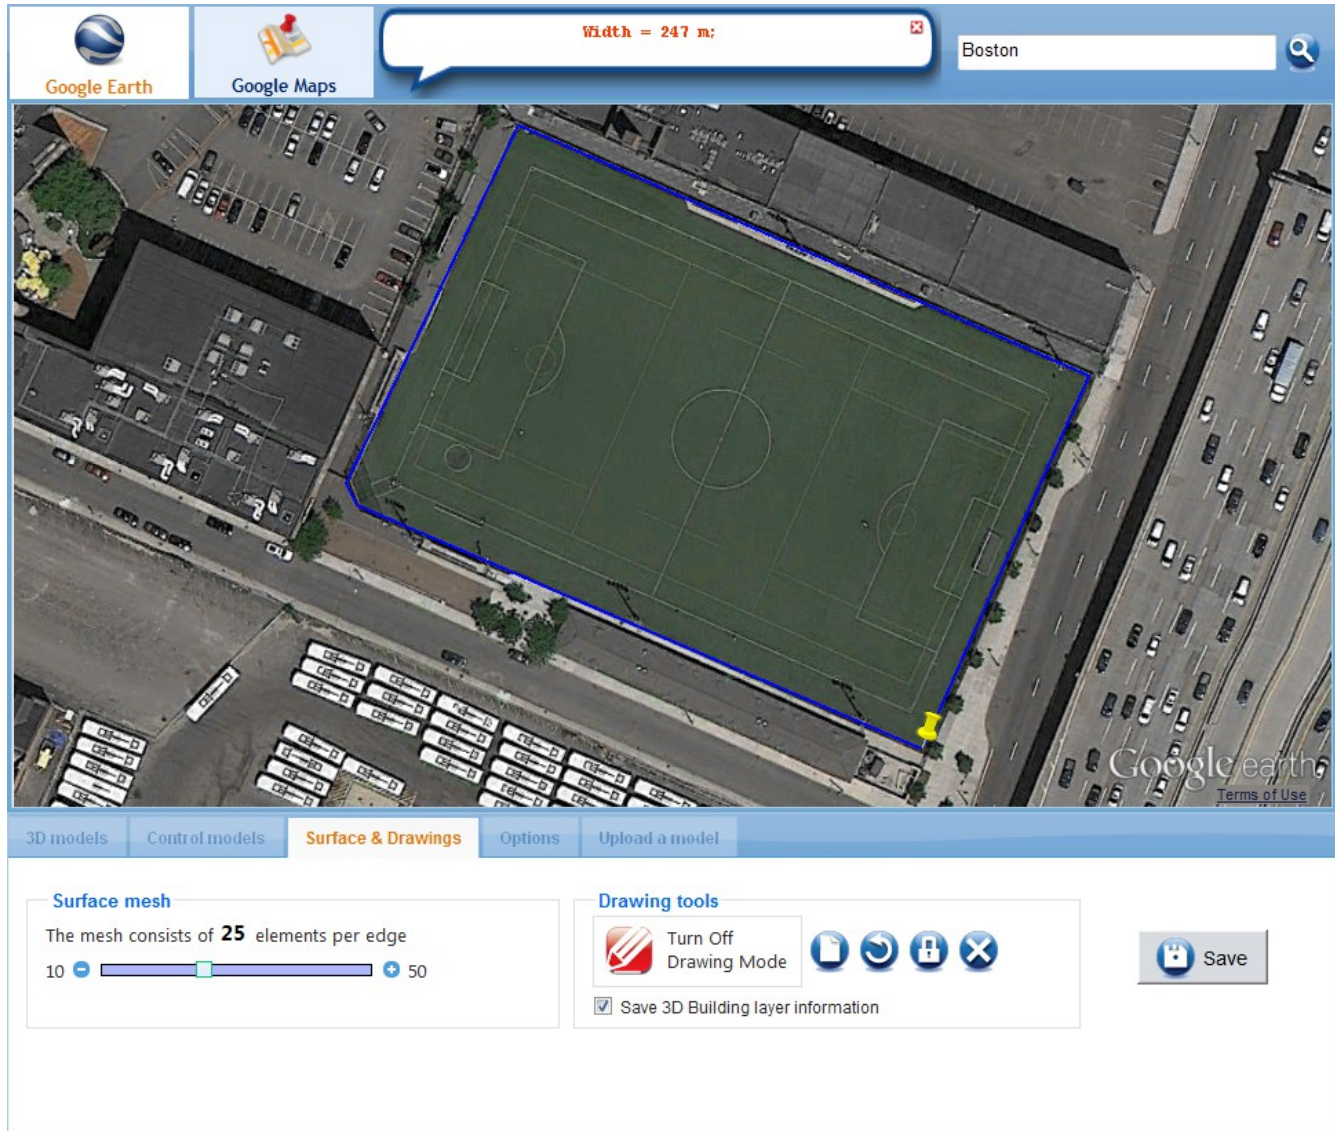 Width = 247 m;
Google Earth
Google Maps
Boston
Google earth
Terms of Use
3D models
Control models
Surface & Drawings
Options
Upload a model
Surface mesh
The mesh consists of 25 elements per edge
10
50
Drawing tools
Turn Off
Drawing Mode
Save 3D Building layer information
Save